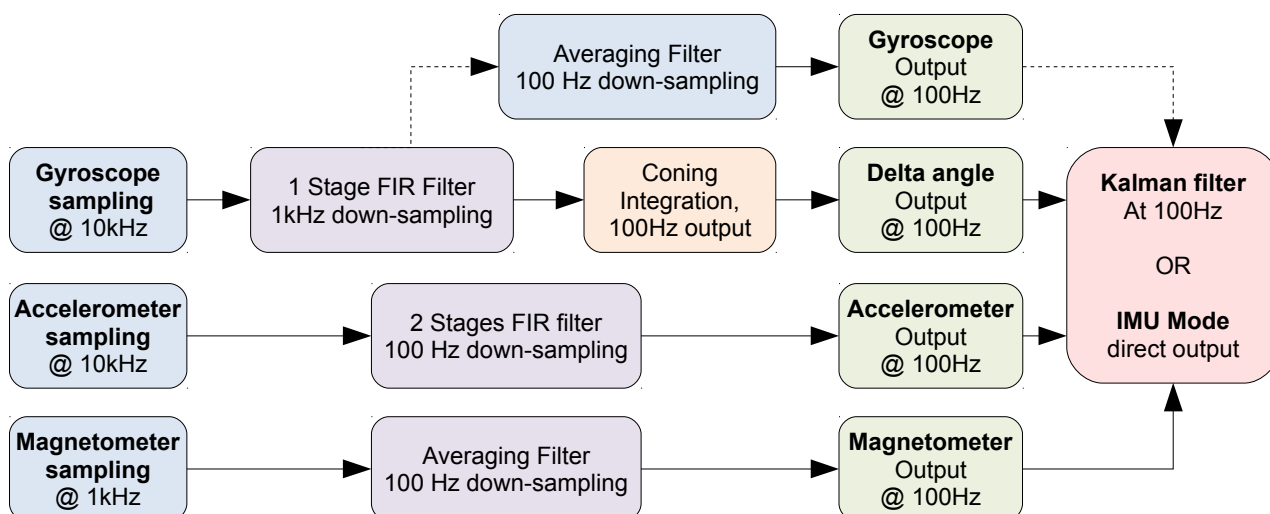 Averaging Filter
100 Hz down-sampling
Gyroscope
Output
@ 100Hz
Gyroscope
sampling
@ 10kHz
1 Stage FIR Filter
1kHz down-sampling
Coning
Integration,
100Hz output
Delta angle
Output
@ 100Hz
Kalman filter
At 100Hz
OR
IMU Mode
direct output
Accelerometer
sampling
@ 10kHz
2 Stages FIR filter
100 Hz down-sampling
Accelerometer
Output
@ 100Hz
Magnetometer
sampling
@ 1kHz
Averaging Filter
100 Hz down-sampling
Magnetometer
Output
@ 100Hz